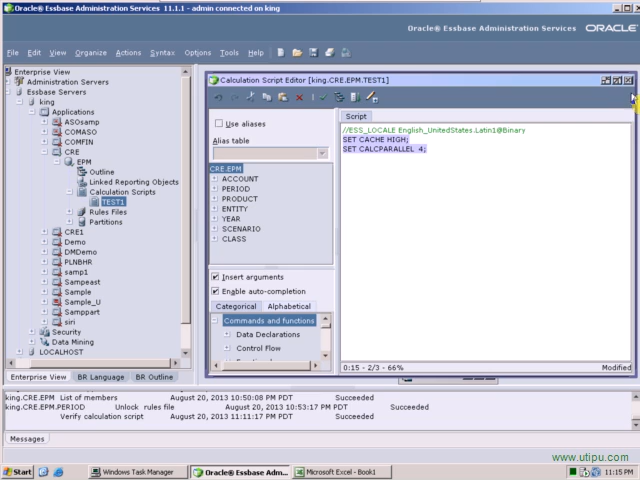 Oracle® Essbase Administration Services 11.1.1 - admin connected on king
Oracle® Essbase Administration Services ORACLE
File Edit View Organize Actions Syntax Options Tools Help
Enterprise View
Administration Servers
Essbase Servers
king
Applications
ASOsamp
COMASO
COMFIN
CRE
EPM
Outline
Linked Reporting Objects
Calculation Scripts
TEST1
Rules Files
Partitions
CRE1
Demo
DMDemo
PLNBHR
samp1
Sampeast
Sample
Sample_U
Samppart
siri
Security
Data Mining
LOCALHOST
Enterprise View BR Language BR Outline
Calculation Script Editor [king.CRE.EPM.TEST1]
Use aliases
Alias table
CRE.EPM
ACCOUNT
PERIOD
PRODUCT
ENTITY
YEAR
SCENARIO
CLASS
Insert arguments
Enable auto-completion
Categorical Alphabetical
Commands and functions
Data Declarations
Control Flow
Script
//ESS_LOCALE English_UnitedStates.Latin1@Binary
SET CACHE HIGH;
SET CALCPARALLEL 4;
0:15 - 2/3 - 66% Modified
king.CRE.EPM List of members August 20, 2013 10:50:08 PM PDT Succeeded
king.CRE.EPM.PERIOD Unlock rules file August 20, 2013 10:53:17 PM PDT Succeeded
Verify calculation script August 20, 2013 11:11:17 PM PDT Succeeded
Messages
www.utipu.com
Start Windows Task Manager Oracle® Essbase Adm... Microsoft Excel - Book1 11:15 PM